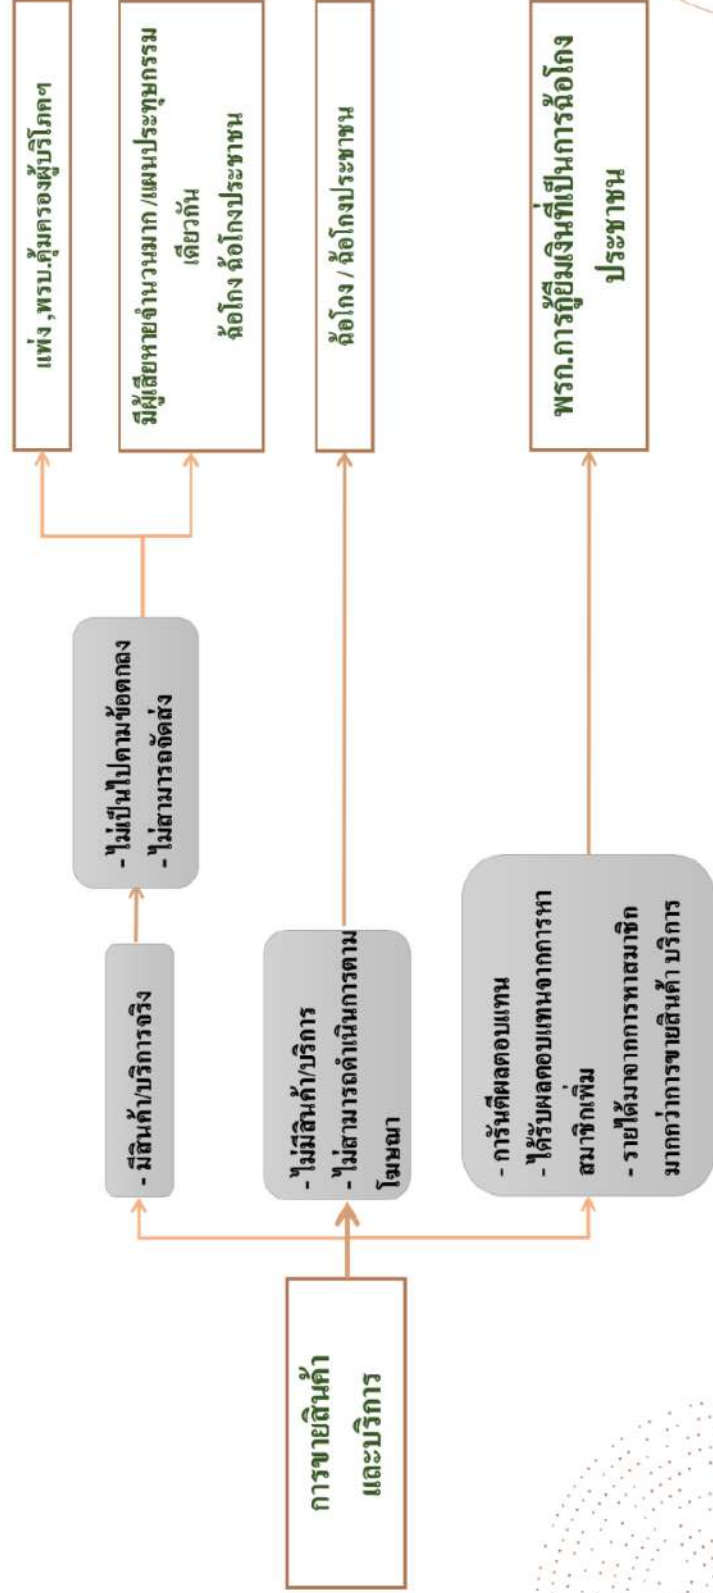 การขายสินค้า
และบริการ
- มีสินค้า/บริการจริง
- ไม่เป็นไปตามข้อตกลง
- ไม่สามารถจัดส่ง
แพ่ง ,พรบ.คุ้มครองผู้บริโภคฯ
มีผู้เสียหายจำนวนมาก /แผนประทุษกรรม
เดียวกัน
ฉ้อโกง ฉ้อโกงประชาชน
- ไม่มีสินค้า/บริการ
- ไม่สามารถดำเนินการตาม
โฆษณา
ฉ้อโกง / ฉ้อโกงประชาชน
- การันตีผลตอบแทน
- ได้รับผลตอบแทนจากการหา
สมาชิกเพิ่ม
- รายได้มาจากการหาสมาชิก
มากกว่าการขายสินค้า บริการ
พรก.การกู้ยืมเงินที่เป็นการฉ้อโกง
ประชาชน